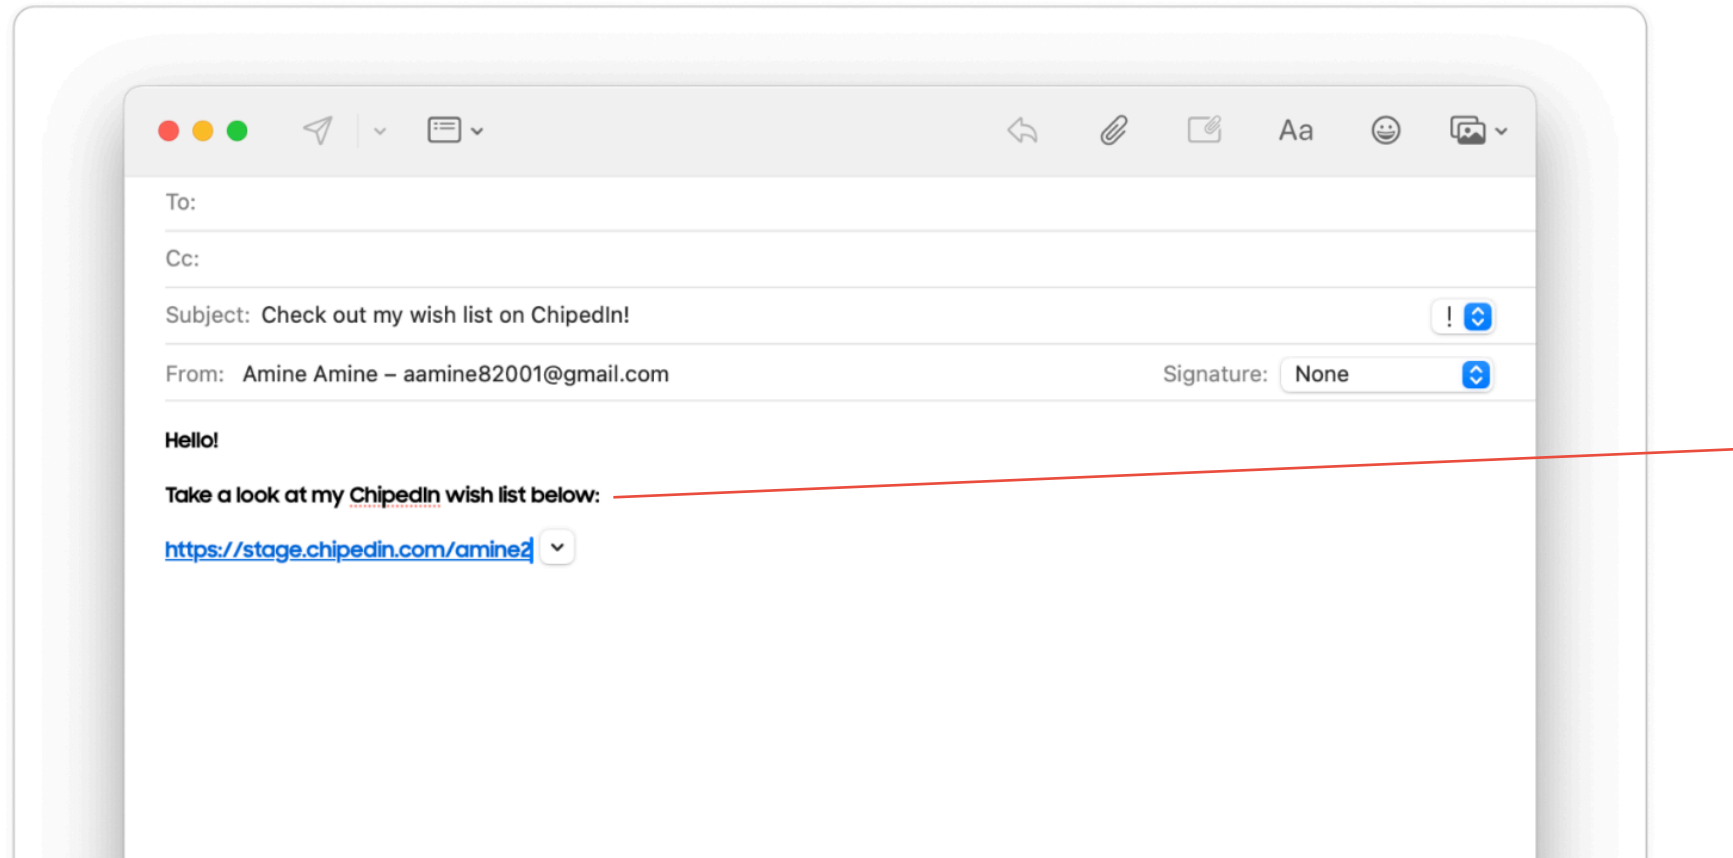 Aa
To:
Cc:
Subject: Check out my wish list on ChipedIn! !
From: Amine Amine – aamine82001@gmail.com Signature: None
Hello!
Take a look at my ChipedIn wish list below:
https://stage.chipedin.com/amine2